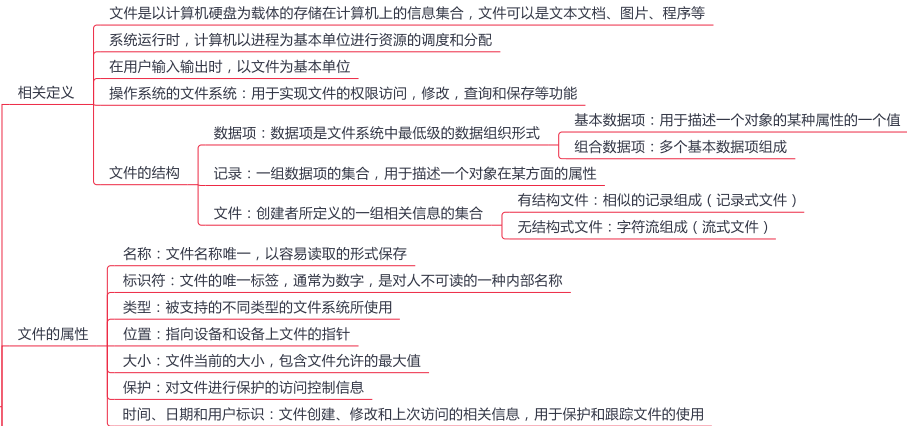 相关定义
文件是以计算机硬盘为载体的存储在计算机上的信息集合，文件可以是文本文档、图片、程序等
系统运行时，计算机以进程为基本单位进行资源的调度和分配
在用户输入输出时，以文件为基本单位
操作系统的文件系统：用于实现文件的权限访问，修改，查询和保存等功能
文件的结构
数据项：数据项是文件系统中最低级的数据组织形式
基本数据项：用于描述一个对象的某种属性的一个值
组合数据项：多个基本数据项组成
记录：一组数据项的集合，用于描述一个对象在某方面的属性
文件：创建者所定义的一组相关信息的集合
有结构文件：相似的记录组成（记录式文件）
无结构式文件：字符流组成（流式文件）
文件的属性
名称：文件名称唯一，以容易读取的形式保存
标识符：文件的唯一标签，通常为数字，是对人不可读的一种内部名称
类型：被支持的不同类型的文件系统所使用
位置：指向设备和设备上文件的指针
大小：文件当前的大小，包含文件允许的最大值
保护：对文件进行保护的访问控制信息
时间、日期和用户标识：文件创建、修改和上次访问的相关信息，用于保护和跟踪文件的使用